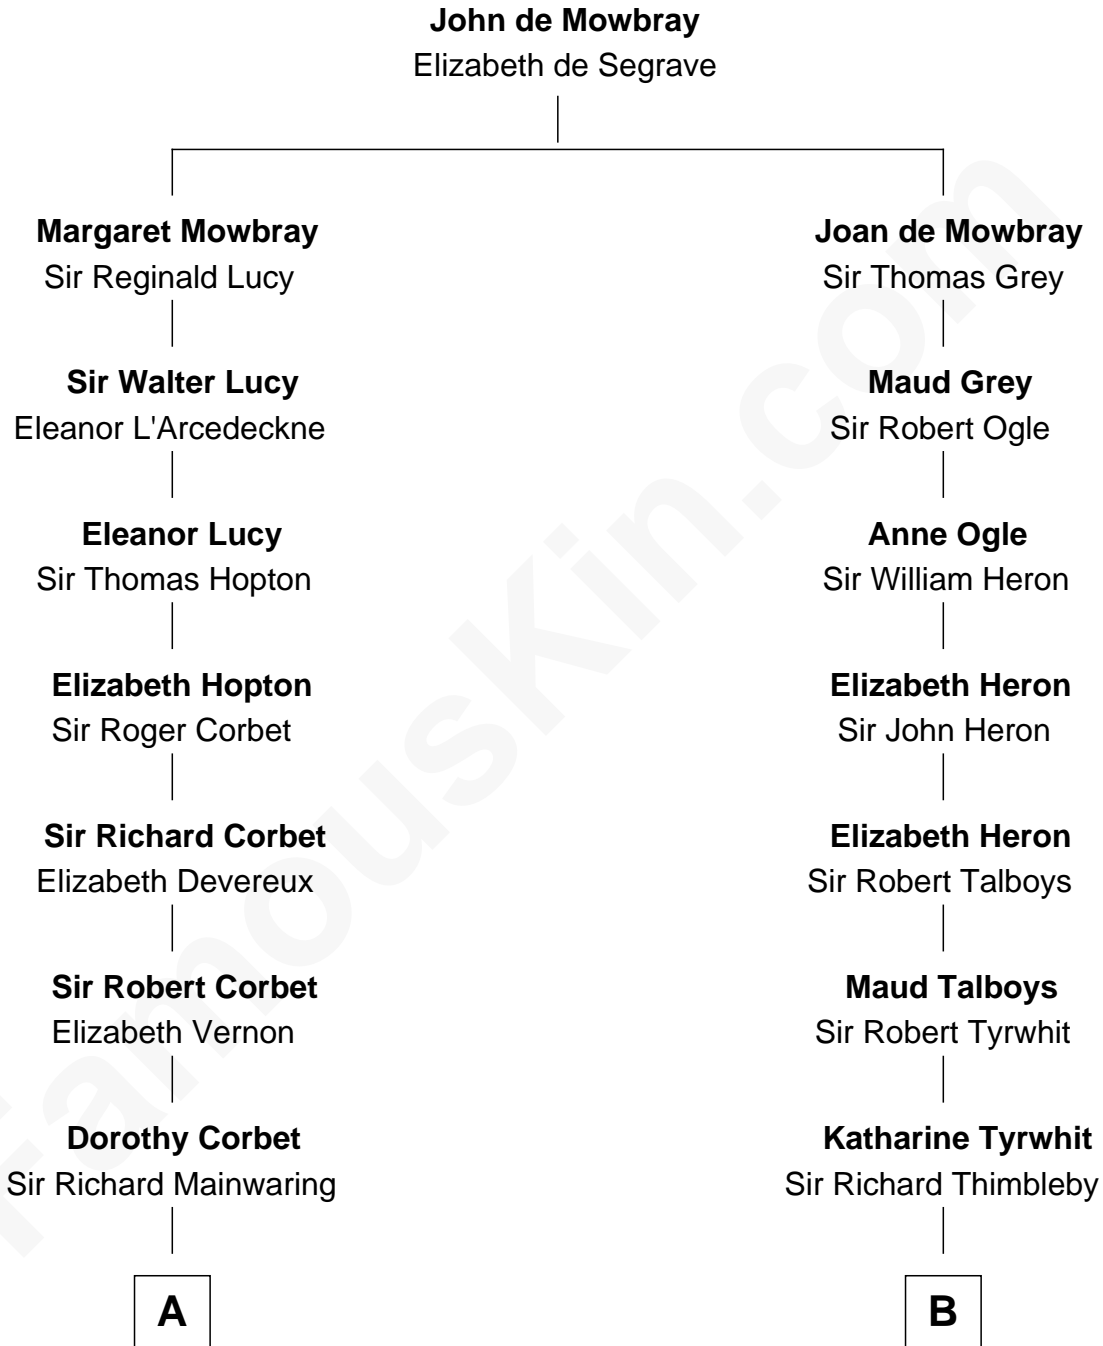 John de Mowbray
Elizabeth de Segrave
Margaret Mowbray
Sir Reginald Lucy
Joan de Mowbray
Sir Thomas Grey
Sir Walter Lucy
Eleanor L'Arcedeckne
Maud Grey
Sir Robert Ogle
Eleanor Lucy
Sir Thomas Hopton
Anne Ogle
Sir William Heron
Elizabeth Hopton
Sir Roger Corbet
Elizabeth Heron
Sir John Heron
Sir Richard Corbet
Elizabeth Devereux
Elizabeth Heron
Sir Robert Talboys
Sir Robert Corbet
Elizabeth Vernon
Maud Talboys
Sir Robert Tyrwhit
Dorothy Corbet
Sir Richard Mainwaring
Katharine Tyrwhit
Sir Richard Thimbleby
A
B
FamousKin.com